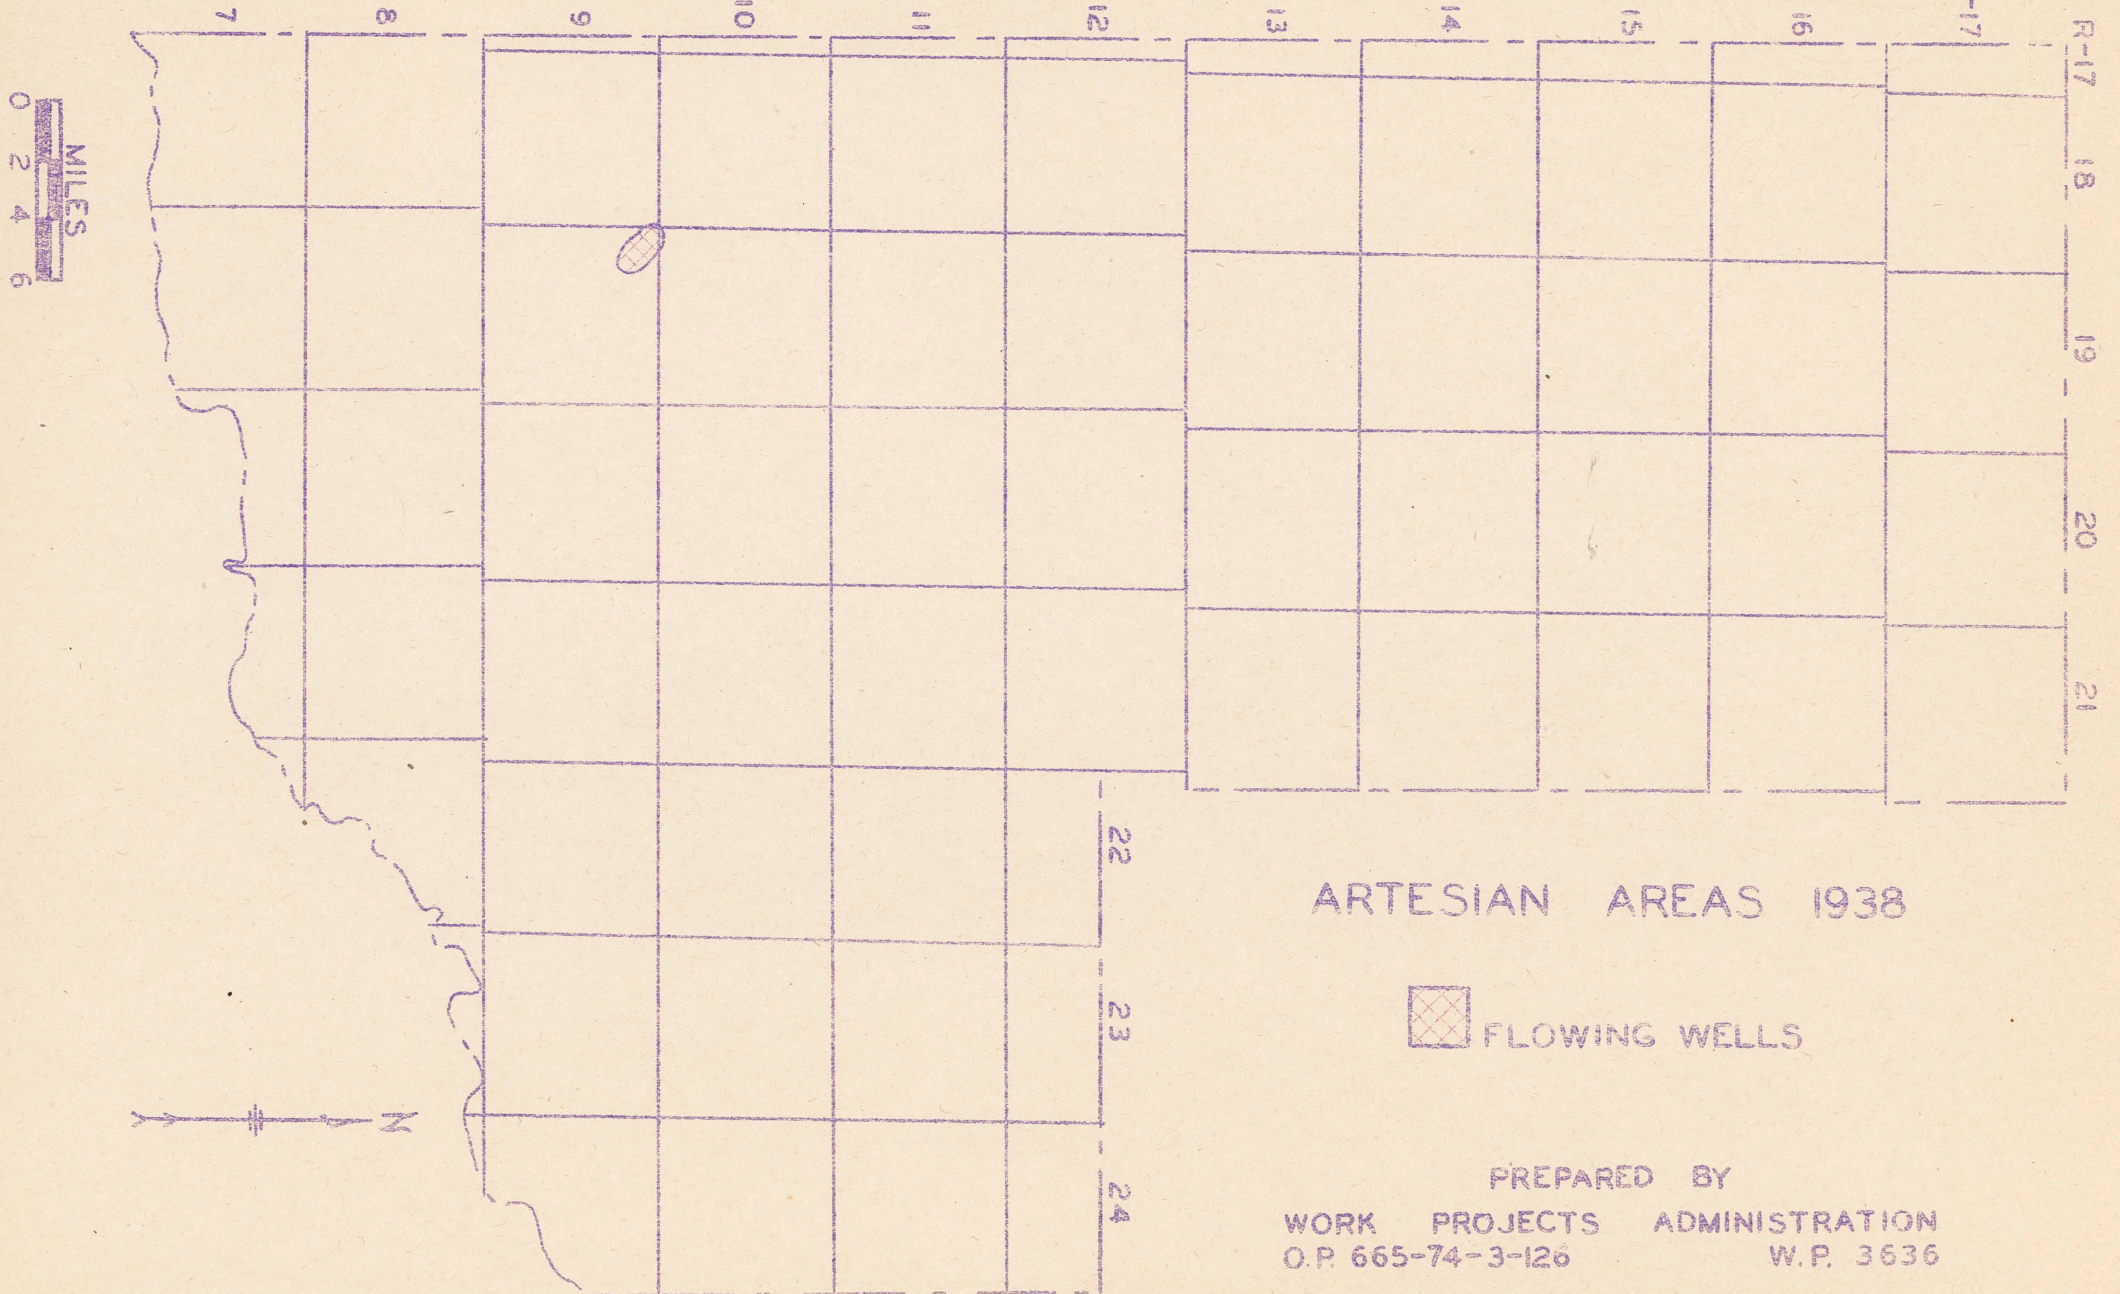 7 8 9 10 11 12 13 14 15 16 -17
R-17
18
19
20
21
22
23
24
0 2 4 6
MILES
N
ARTESIAN AREAS 1938
FLOWING WELLS
PREPARED BY
WORK PROJECTS ADMINISTRATION
O.P. 665-74-3-126 W.P. 3636